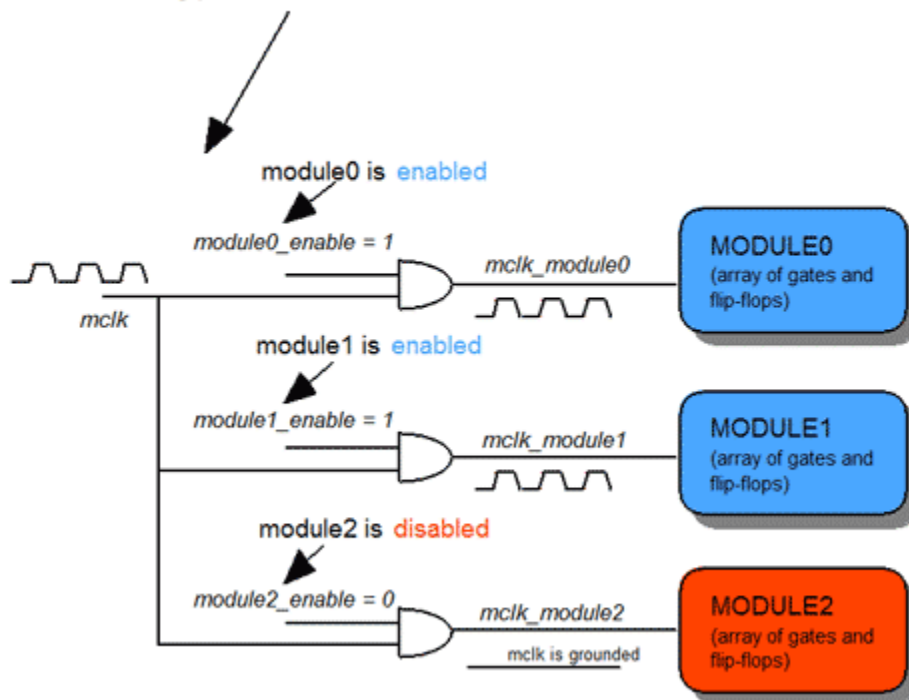 module0 is enabled
module0_enable = 1
mclk_module0
MODULE0
(array of gates and
flip-flops)
mclk
module1 is enabled
module1_enable = 1
mclk_module1
MODULE1
(array of gates and
flip-flops)
module2 is disabled
module2_enable = 0
mclk_module2
mclk is grounded
MODULE2
(array of gates and
flip-flops)